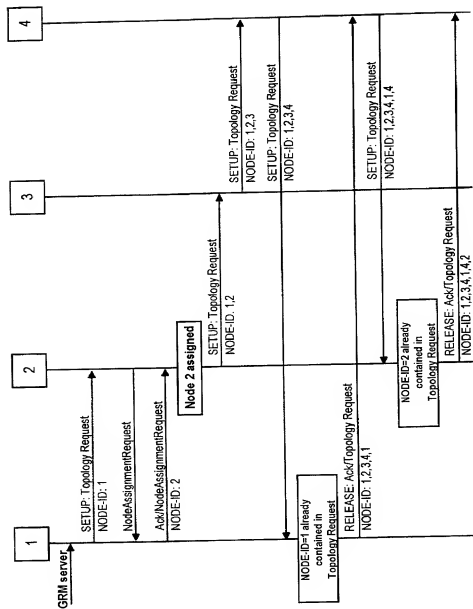 1
2
3
4
GRM server
SETUP: Topology Request
NODE-ID: 1
NodeAssignmentRequest
Ack/NodeAssignmentRequest
NODE-ID: 2
Node 2 assigned
SETUP: Topology Request
NODE-ID: 1,2
SETUP: Topology Request
NODE-ID: 1,2,3
SETUP: Topology Request
NODE-ID: 1,2,3,4
NODE-ID=1 already
contained in
Topology Request
RELEASE: Ack/Topology Request
NODE-ID: 1,2,3,4,1
SETUP: Topology Request
NODE-ID: 1,2,3,4,1,4
NODE-ID=2 already
contained in
Topology Request
RELEASE: Ack/Topology Request
NODE-ID: 1,2,3,4,1,4,2